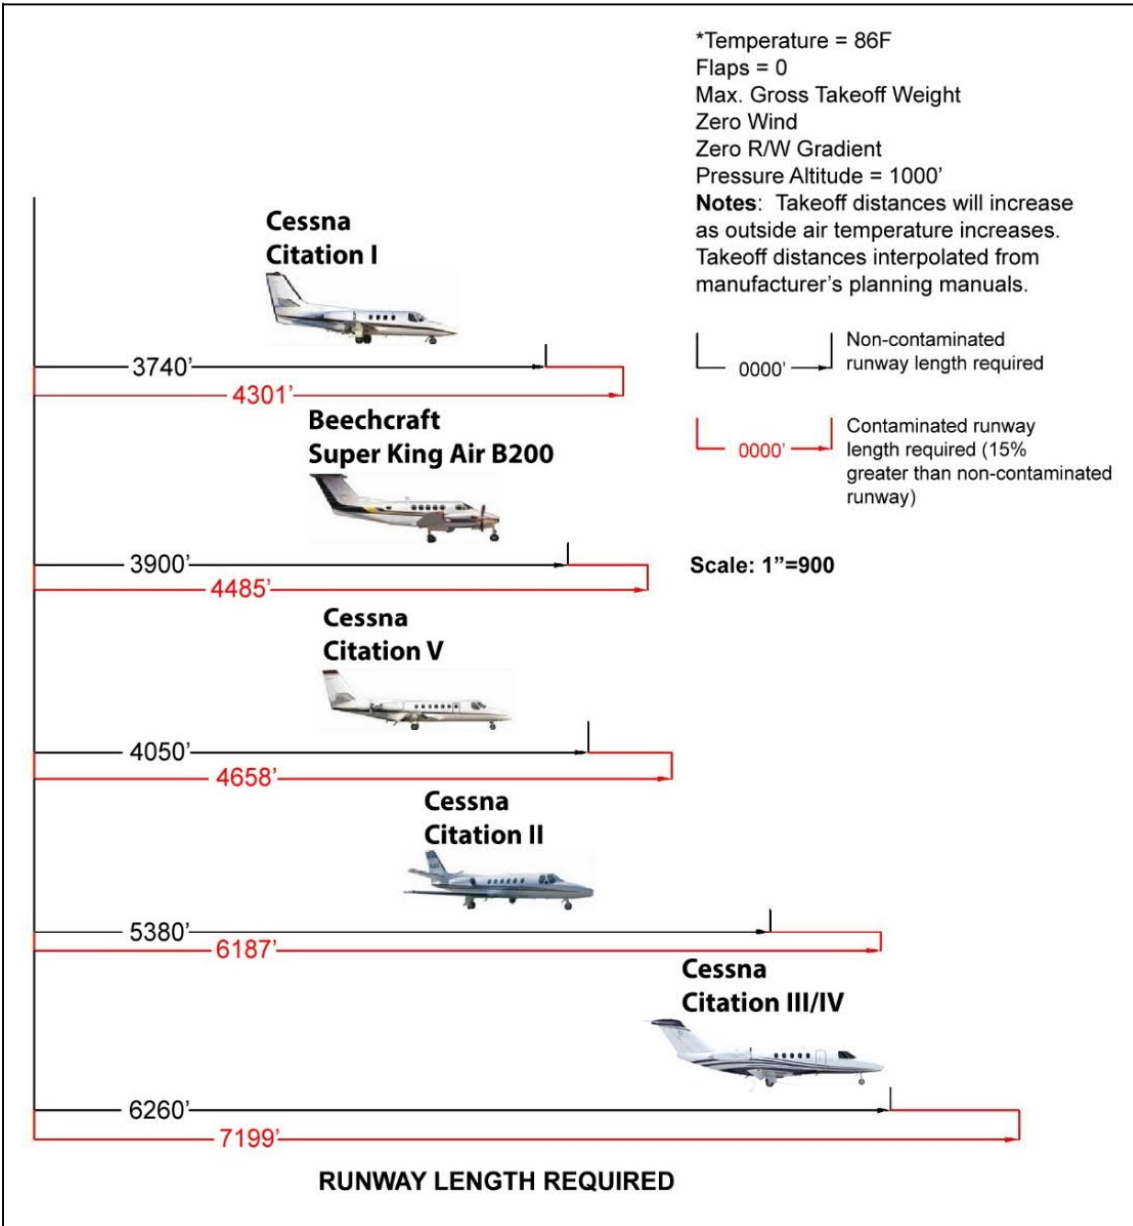 *Temperature = 86F
Flaps = 0
Max. Gross Takeoff Weight
Zero Wind
Zero R/W Gradient
Pressure Altitude = 1000’
Notes: Takeoff distances will increase
as outside air temperature increases.
Takeoff distances interpolated from
manufacturer’s planning manuals.
0000’
Non-contaminated
runway length required
0000’
Contaminated runway
length required (15%
greater than non-contaminated
runway)
Scale: 1”=900
Cessna
Citation I
3740’
4301’
Beechcraft
Super King Air B200
3900’
4485’
Cessna
Citation V
4050’
4658’
Cessna
Citation II
5380’
6187’
Cessna
Citation III/IV
6260’
7199’
RUNWAY LENGTH REQUIRED